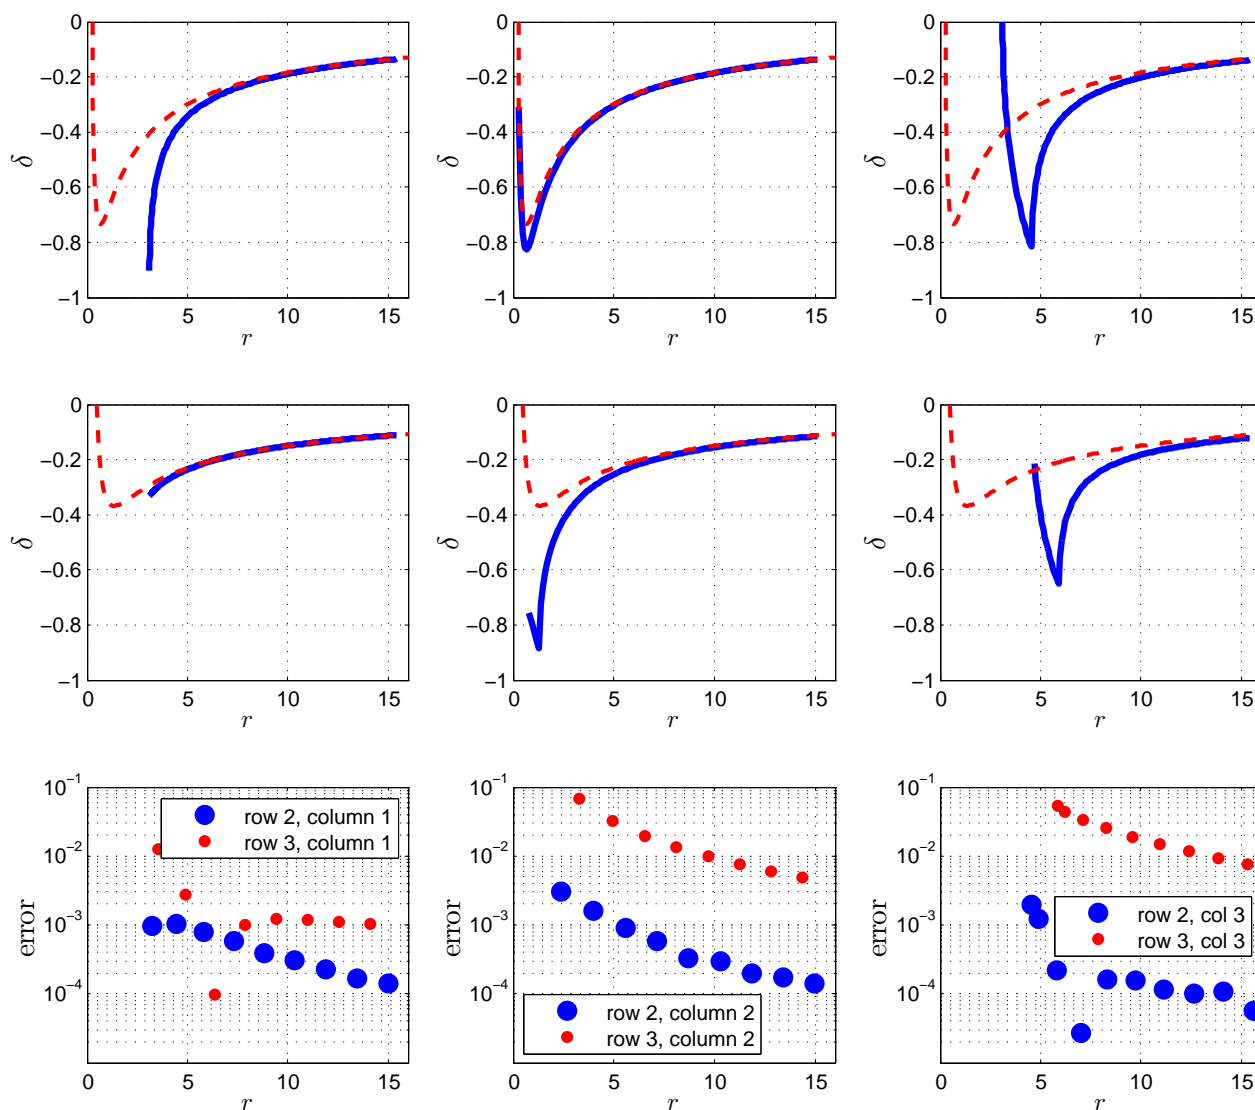 0
−0.2
−0.4
−0.6
−0.8
−1
δ
0 5 10 15
r
0
−0.2
−0.4
−0.6
−0.8
−1
δ
0 5 10 15
r
0
−0.2
−0.4
−0.6
−0.8
−1
δ
0 5 10 15
r
0
−0.2
−0.4
−0.6
−0.8
−1
δ
0 5 10 15
r
0
−0.2
−0.4
−0.6
−0.8
−1
δ
0 5 10 15
r
0
−0.2
−0.4
−0.6
−0.8
−1
δ
0 5 10 15
r
10^−1
10^−2
10^−3
10^−4
error
row 2, column 1
row 3, column 1
0 5 10 15
r
10^−1
10^−2
10^−3
10^−4
error
row 2, column 2
row 3, column 2
0 5 10 15
r
10^−1
10^−2
10^−3
10^−4
error
row 2, col 3
row 3, col 3
0 5 10 15
r